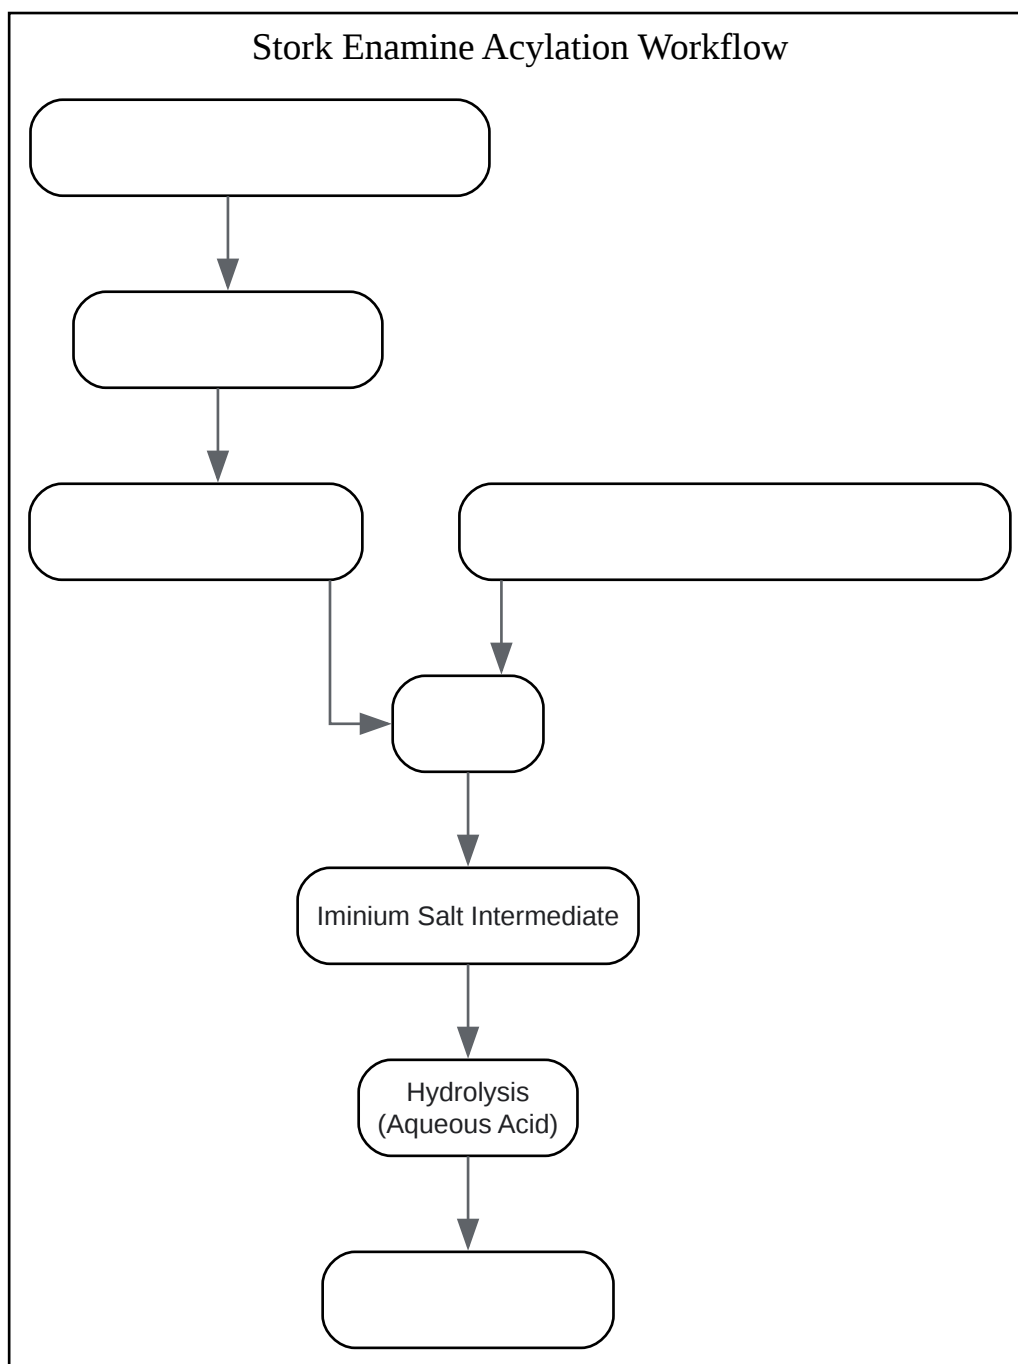 Stork Enamine Acylation Workflow
Iminium Salt Intermediate
Hydrolysis
(Aqueous Acid)